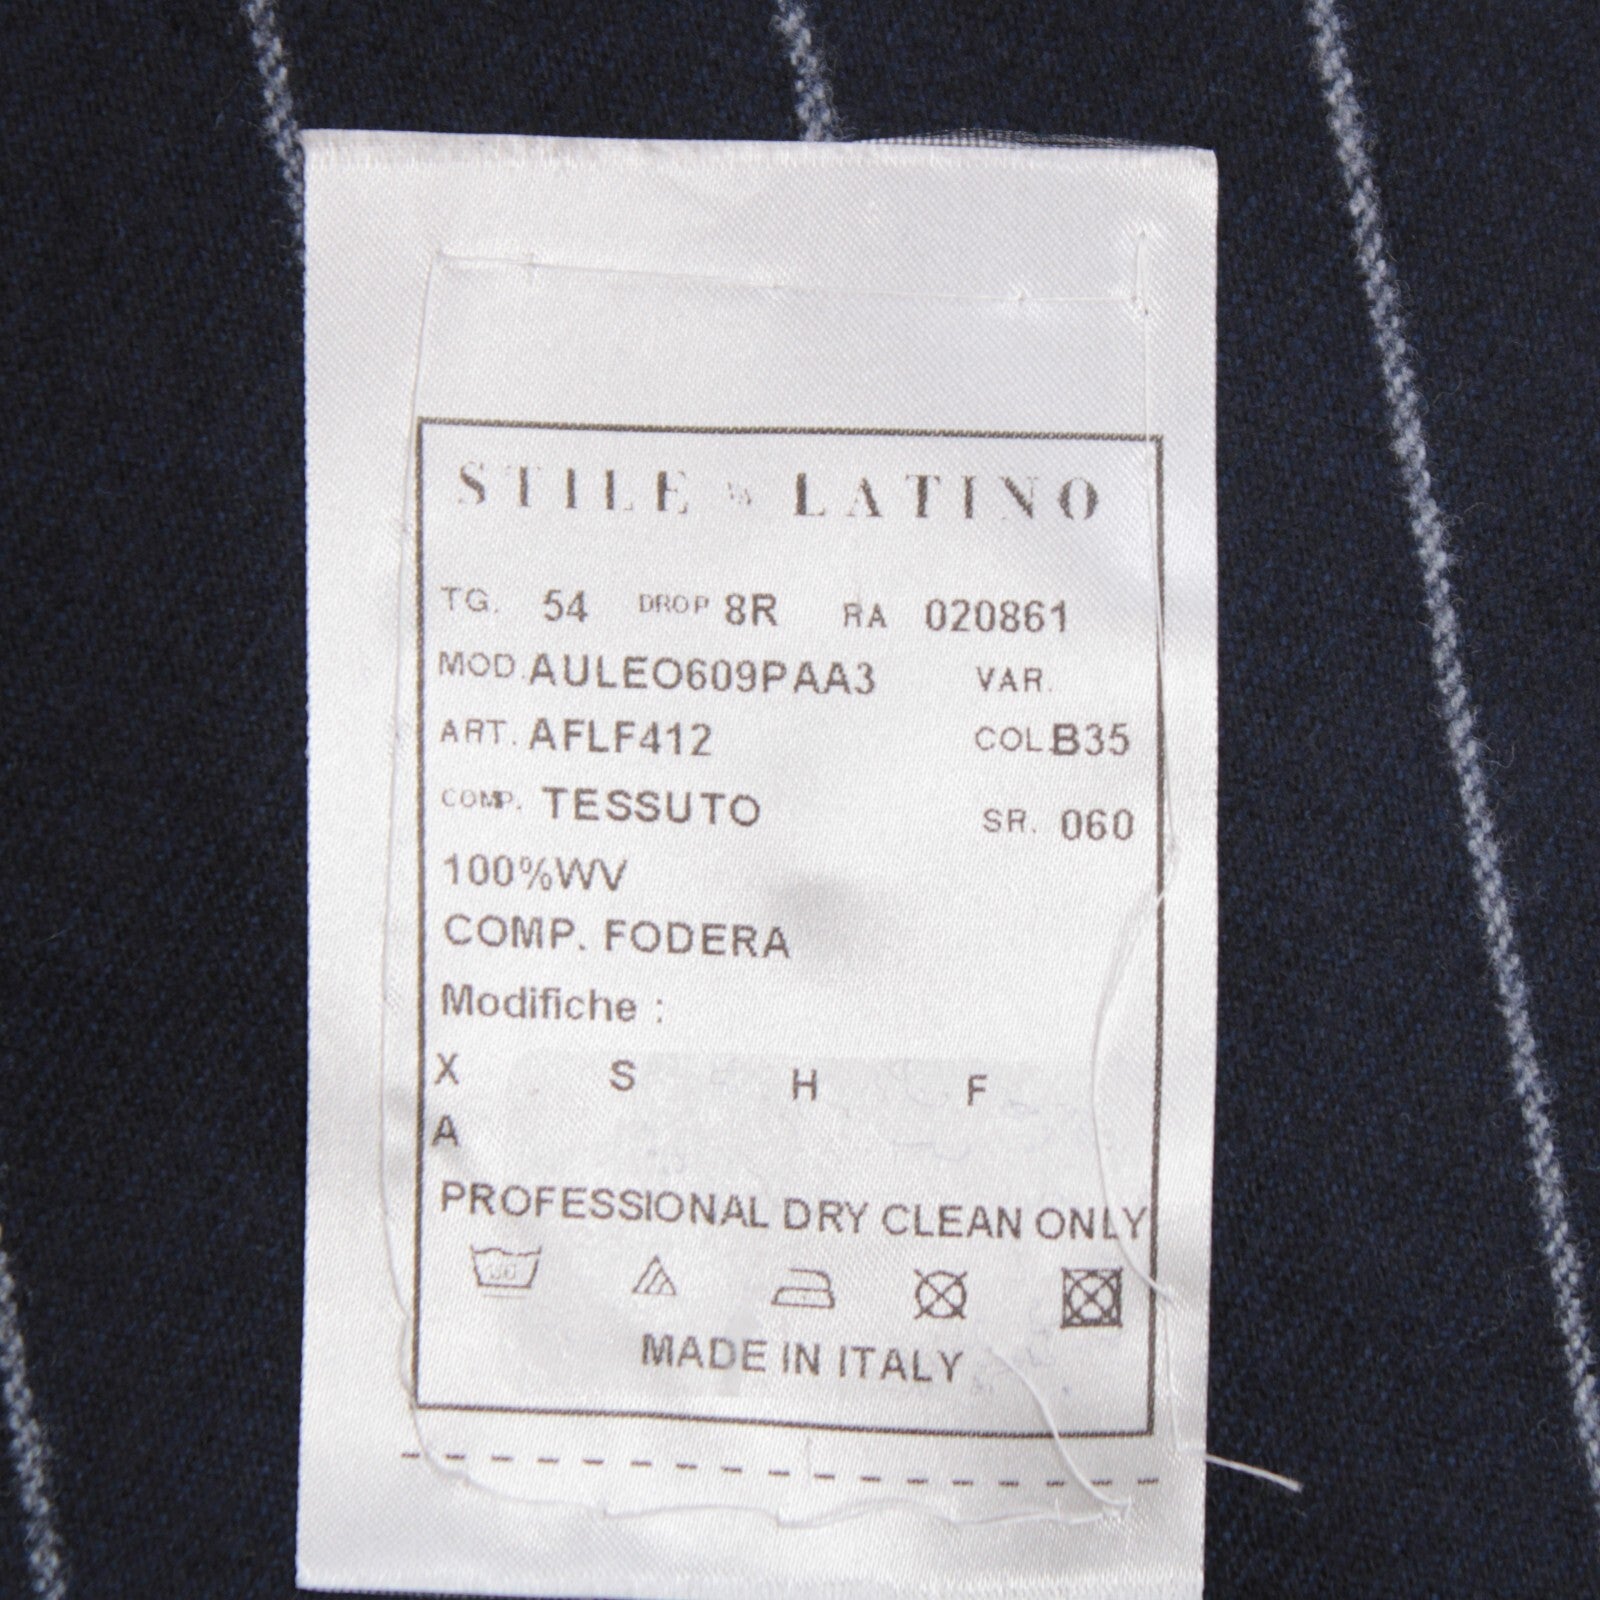 STILE LATINO
TG. 54 DROP 8R RA 020861
MOD. AULEO609PAA3 VAR.
ART. AFLF412 COL. B35
COMP. TESSUTO SR. 060
100%WV
COMP. FODERA
Modifiche :
X S H F
A
PROFESSIONAL DRY CLEAN ONLY
MADE IN ITALY